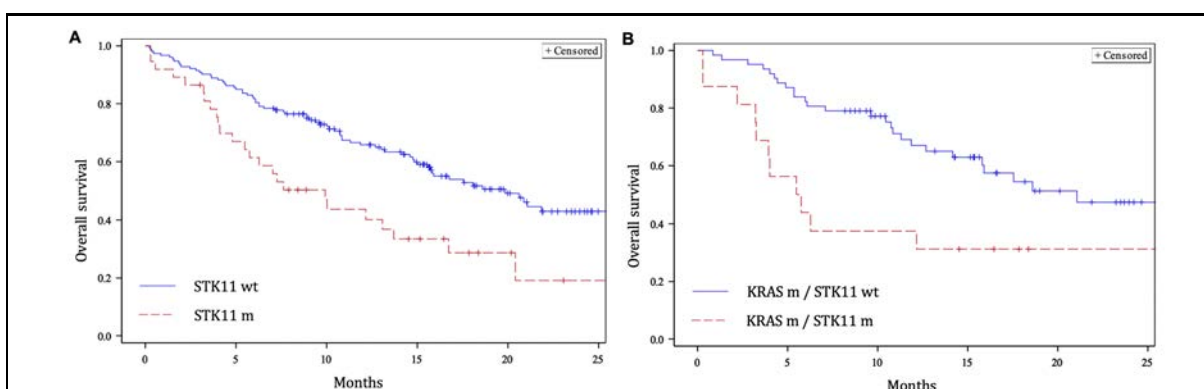 A
+ Censored
1.0
0.8
0.6
0.4
0.2
0.0
Overall survival
STK11 wt
STK11 m
0 5 10 15 20 25
Months
B
+ Censored
1.0
0.8
0.6
0.4
0.2
0.0
Overall survival
KRAS m / STK11 wt
KRAS m / STK11 m
0 5 10 15 20 25
Months